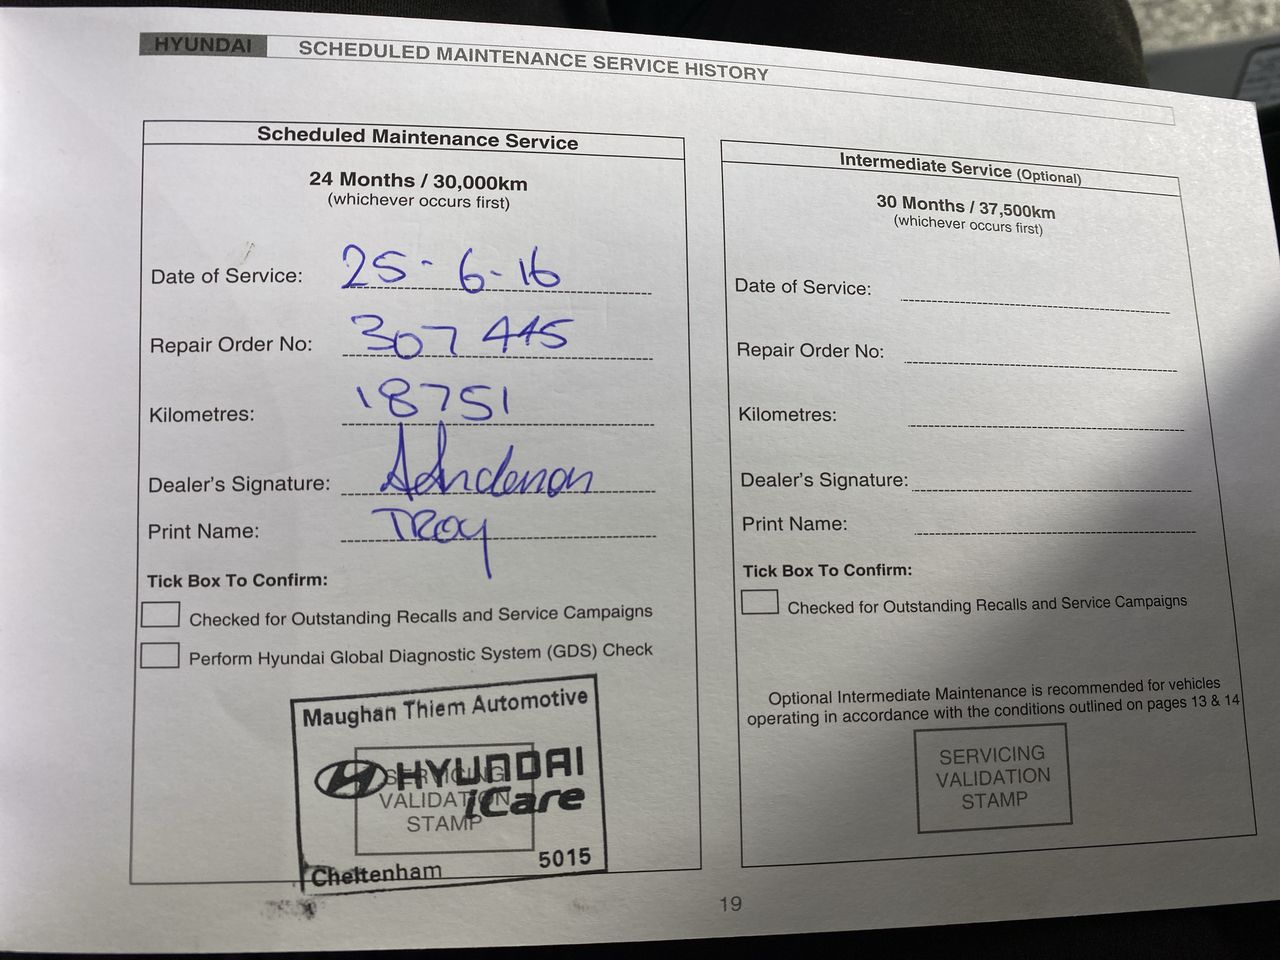 HYUNDAI SCHEDULED MAINTENANCE SERVICE HISTORY
Scheduled Maintenance Service
24 Months / 30,000km
(whichever occurs first)
Date of Service: 25-6-16
Repair Order No: 307445
Kilometres: 18751
Dealer's Signature:
Print Name: TROY
Tick Box To Confirm:
Checked for Outstanding Recalls and Service Campaigns
Perform Hyundai Global Diagnostic System (GDS) Check
Maughan Thiem Automotive
HYUNDAI
iCare
SERVICING
VALIDATION
STAMP
Cheltenham 5015
Intermediate Service (Optional)
30 Months / 37,500km
(whichever occurs first)
Date of Service:
Repair Order No:
Kilometres:
Dealer's Signature:
Print Name:
Tick Box To Confirm:
Checked for Outstanding Recalls and Service Campaigns
Optional Intermediate Maintenance is recommended for vehicles
operating in accordance with the conditions outlined on pages 13 & 14
SERVICING
VALIDATION
STAMP
19